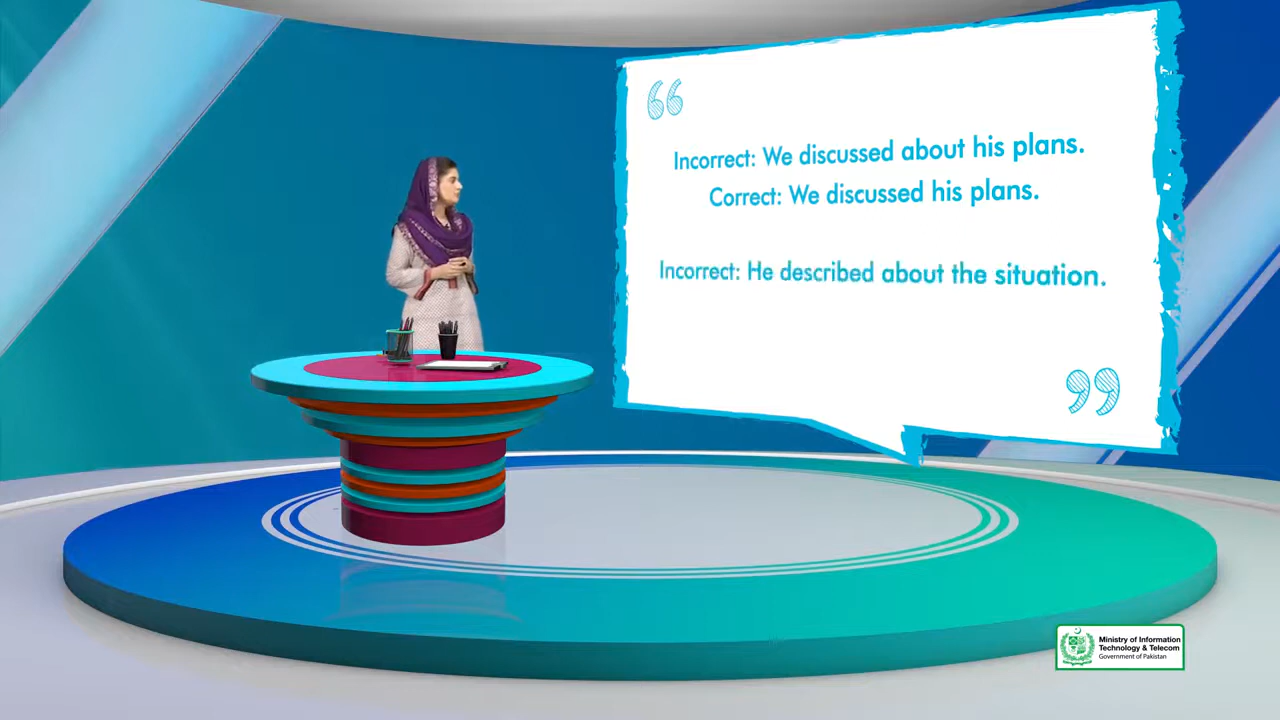 Incorrect: We discussed about his plans.
Correct: We discussed his plans.
Incorrect: He described about the situation.
Ministry of Information
Technology & Telecom
Government of Pakistan